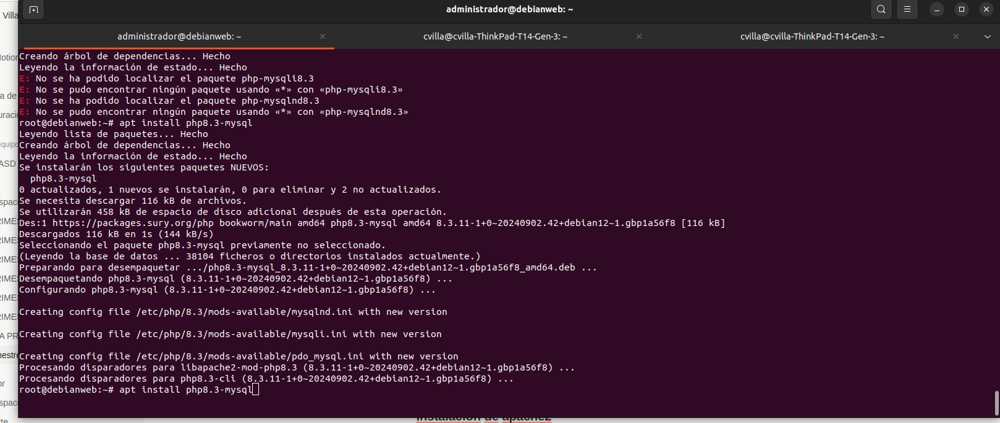 administrador@debianweb: ~
Villa
administrador@debianweb: ~
cvilla@cvilla-ThinkPad-T14-Gen-3: ~
cvilla@cvilla-ThinkPad-T14-Gen-3: ~
Creando árbol de dependencias... Hecho
Leyendo la información de estado... Hecho
E: No se ha podido localizar el paquete php-mysqli8.3
E: No se pudo encontrar ningún paquete usando «*» con «php-mysqli8.3»
E: No se ha podido localizar el paquete php-mysqlnd8.3
E: No se pudo encontrar ningún paquete usando «*» con «php-mysqlnd8.3»
root@debianweb:~# apt install php8.3-mysql
Leyendo lista de paquetes... Hecho
Creando árbol de dependencias... Hecho
Leyendo la información de estado... Hecho
Se instalarán los siguientes paquetes NUEVOS:
php8.3-mysql
0 actualizados, 1 nuevos se instalarán, 0 para eliminar y 2 no actualizados.
Se necesita descargar 116 kB de archivos.
Se utilizarán 458 kB de espacio de disco adicional después de esta operación.
Des:1 https://packages.sury.org/php bookworm/main amd64 php8.3-mysql amd64 8.3.11-1+0~20240902.42+debian12~1.gbp1a56f8 [116 kB]
Descargados 116 kB en 1s (144 kB/s)
Seleccionando el paquete php8.3-mysql previamente no seleccionado.
(Leyendo la base de datos ... 38104 ficheros o directorios instalados actualmente.)
Preparando para desempaquetar .../php8.3-mysql_8.3.11-1+0~20240902.42+debian12~1.gbp1a56f8_amd64.deb ...
Desempaquetando php8.3-mysql (8.3.11-1+0~20240902.42+debian12~1.gbp1a56f8) ...
Configurando php8.3-mysql (8.3.11-1+0~20240902.42+debian12~1.gbp1a56f8) ...
Creating config file /etc/php/8.3/mods-available/mysqlnd.ini with new version
Creating config file /etc/php/8.3/mods-available/mysqli.ini with new version
Creating config file /etc/php/8.3/mods-available/pdo_mysql.ini with new version
Procesando disparadores para libapache2-mod-php8.3 (8.3.11-1+0~20240902.42+debian12~1.gbp1a56f8) ...
Procesando disparadores para php8.3-cli (8.3.11-1+0~20240902.42+debian12~1.gbp1a56f8) ...
root@debianweb:~# apt install php8.3-mysql
Instalación de apache2